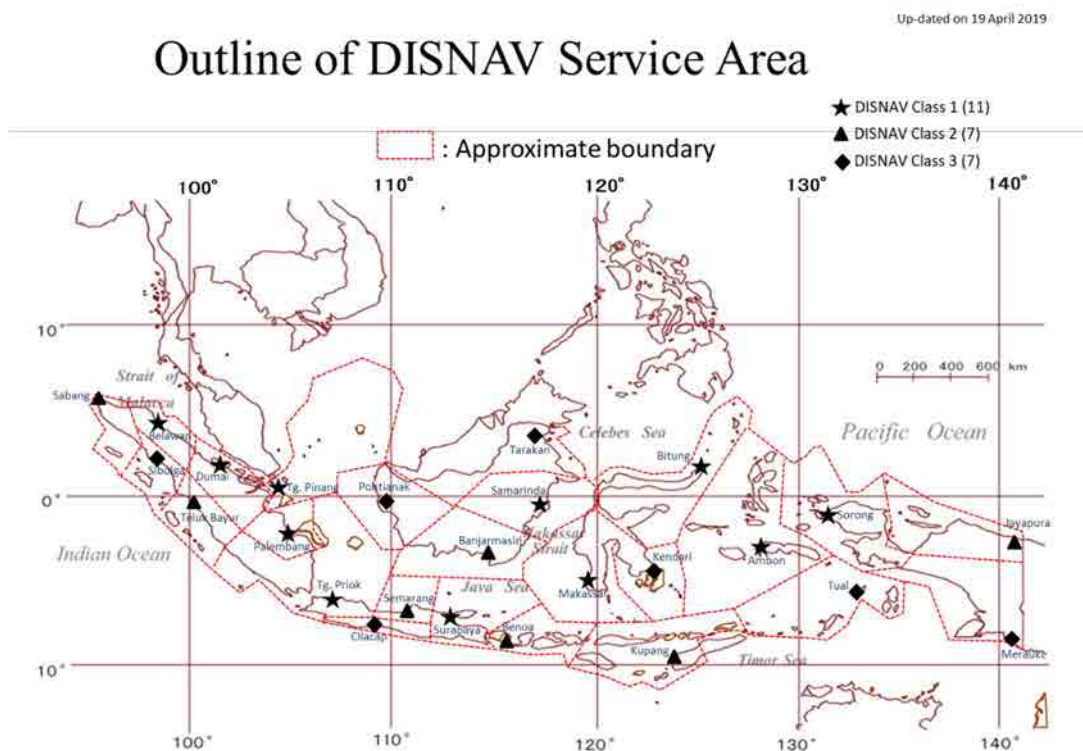 Up-dated on 19 April 2019
Outline of DISNAV Service Area
DISNAV Class 1 (11)
DISNAV Class 2 (7)
DISNAV Class 3 (7)
: Approximate boundary
100° 110° 120° 130° 140°
10°
0 200 400 600 km
Strait of
Malacca
Sabang
Belawan
Celebes Sea
Pacific Ocean
Tarakan
Bitung
Sibolga
Dumai
0°
Tg. Pinang
Pontianak
Samarinda
Sorong
Teluk Bayur
Jayapura
Indian Ocean
Palembang
Banjarmasin
Makassar
Strait
Kendari
Ambon
Tg. Priok
Java Sea
Makassar
Tual
Semarang
Cilacap
Surabaya
Benoa
Kupang
Timor Sea
Merauke
10°
100° 110° 120° 130° 140°